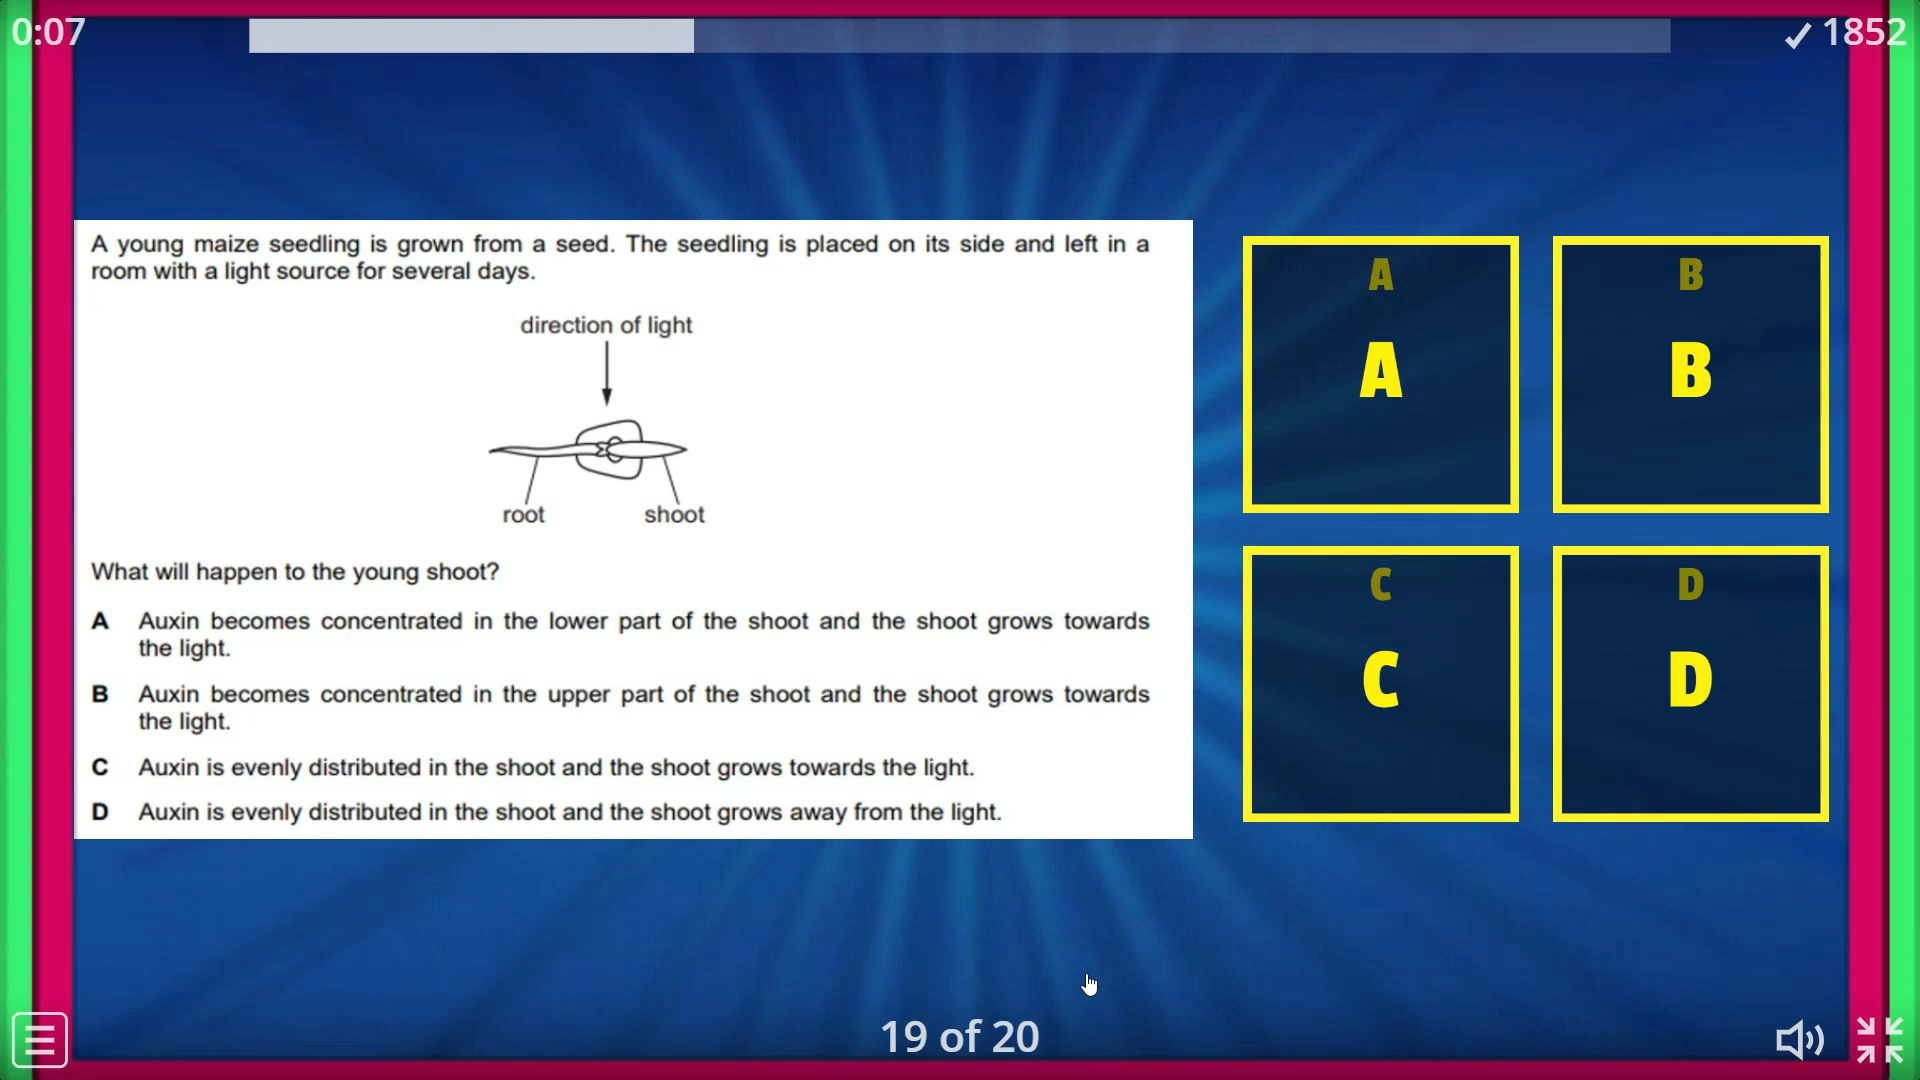 0:07
1852
A young maize seedling is grown from a seed. The seedling is placed on its side and left in a
room with a light source for several days.
direction of light
root
shoot
What will happen to the young shoot?
A Auxin becomes concentrated in the lower part of the shoot and the shoot grows towards
the light.
B Auxin becomes concentrated in the upper part of the shoot and the shoot grows towards
the light.
C Auxin is evenly distributed in the shoot and the shoot grows towards the light.
D Auxin is evenly distributed in the shoot and the shoot grows away from the light.
A
A
B
B
C
C
D
D
19 of 20